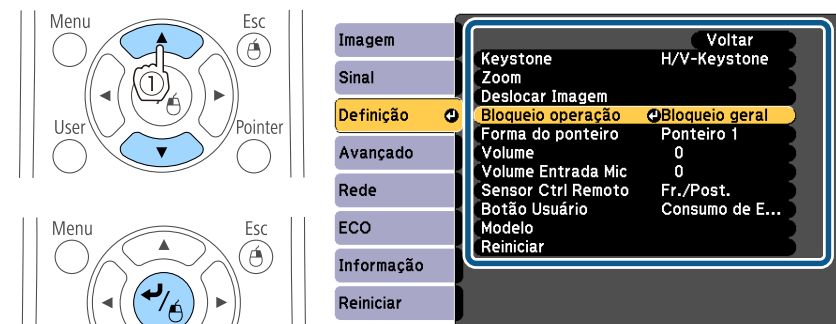 Menu
Esc
①
User
Pointer
Menu
Esc
Imagem
Sinal
Definição
Avançado
Rede
ECO
Informação
Reiniciar
Voltar
Keystone H/V-Keystone
Zoom
Deslocar Imagem
Bloqueio operação Bloqueio geral
Forma do ponteiro Ponteiro 1
Volume 0
Volume Entrada Mic 0
Sensor Ctrl Remoto Fr./Post.
Botão Usuário Consumo de E...
Modelo
Reiniciar